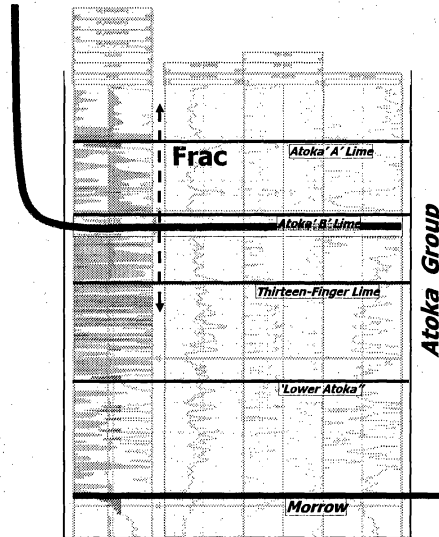 Frac
Atoka'A' Lime
Atoka'B' Lime
Thirteen-Finger Lime
'Lower Atoka"
Morrow
Atoka Group